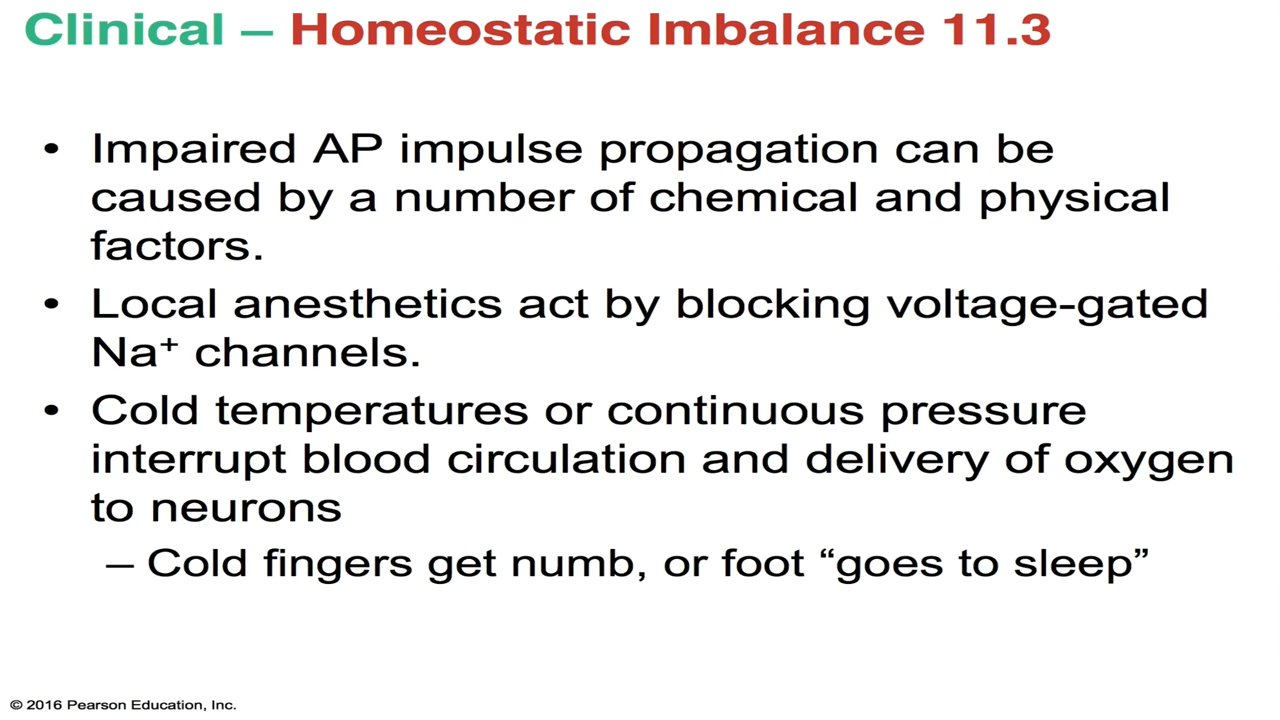 Clinical – Homeostatic Imbalance 11.3
• Impaired AP impulse propagation can be
caused by a number of chemical and physical
factors.
• Local anesthetics act by blocking voltage-gated
Na⁺ channels.
• Cold temperatures or continuous pressure
interrupt blood circulation and delivery of oxygen
to neurons
– Cold fingers get numb, or foot “goes to sleep”
© 2016 Pearson Education, Inc.